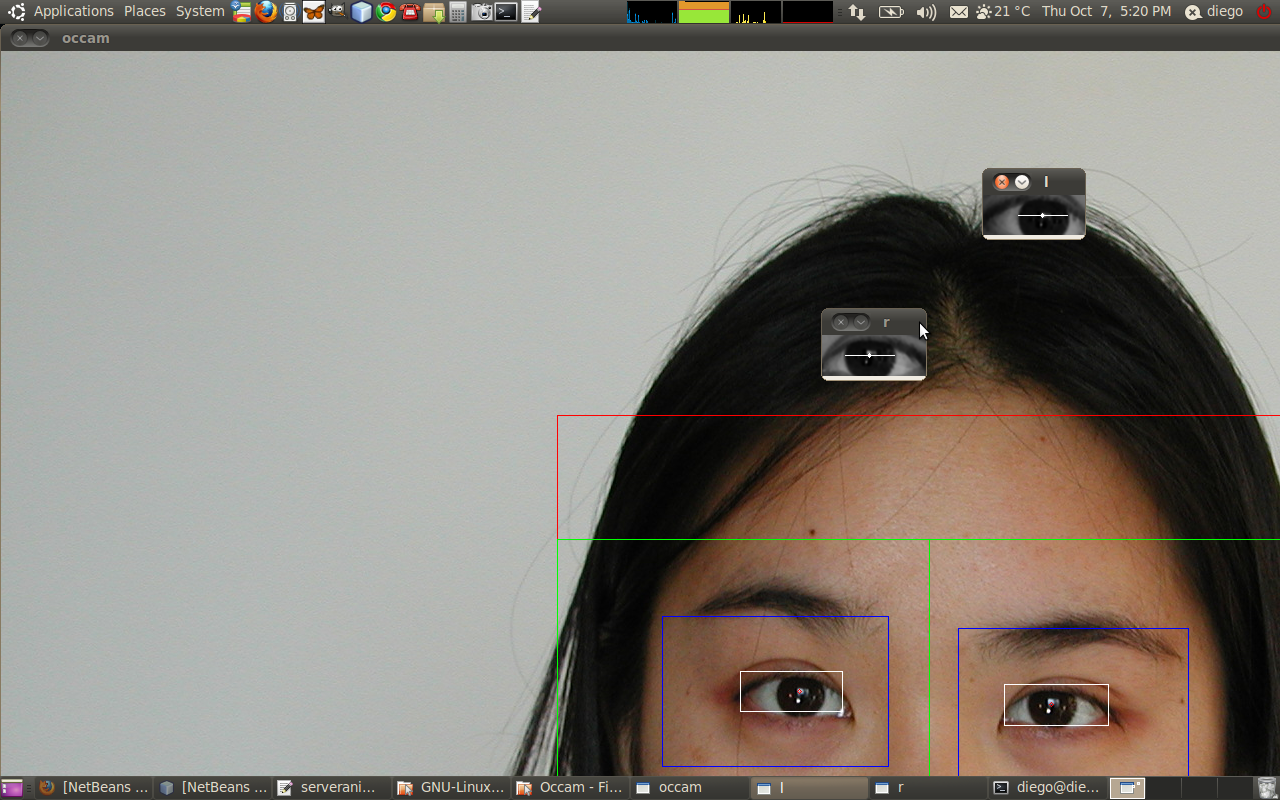 Applications Places System 21 °C Thu Oct 7, 5:20 PM diego
occam
l
r
[NetBeans ... [NetBeans ... serverani... GNU-Linux... Occam - Fi... occam l r diego@die...